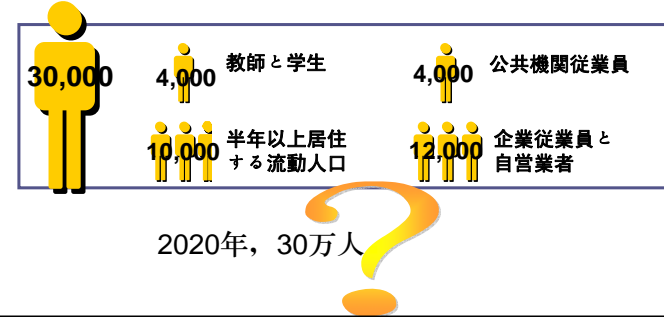 30,000
4,000
教師と学生
4,000
公共機関従業員
10,000
半年以上居住
する流動人口
12,000
企業従業員と
自営業者
2020年，30万人
?